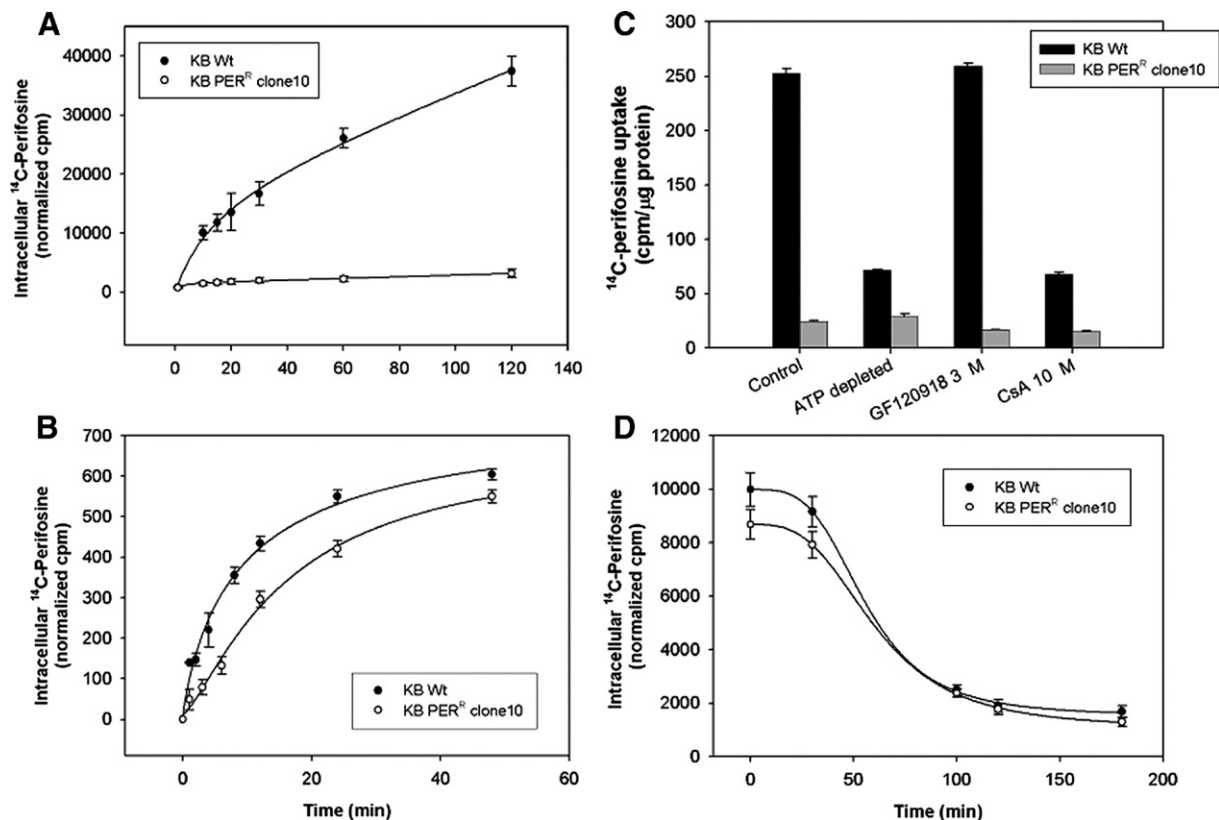 A
Intracellular ¹⁴C-Perifosine
(normalized cpm)
40000
30000
20000
10000
0
KB Wt
KB PERᴿ clone10
0 20 40 60 80 100 120 140
C
¹⁴C-perifosine uptake
(cpm/µg protein)
300
250
200
150
100
50
0
KB Wt
KB PERᴿ clone10
Control
ATP depleted
GF120918 3 M
CsA 10 M
B
Intracellular ¹⁴C-Perifosine
(normalized cpm)
700
600
500
400
300
200
100
0
KB Wt
KB PERᴿ clone10
0 20 40 60
Time (min)
D
Intracellular ¹⁴C-Perifosine
(normalized cpm)
12000
10000
8000
6000
4000
2000
0
KB Wt
KB PERᴿ clone10
0 50 100 150 200
Time (min)